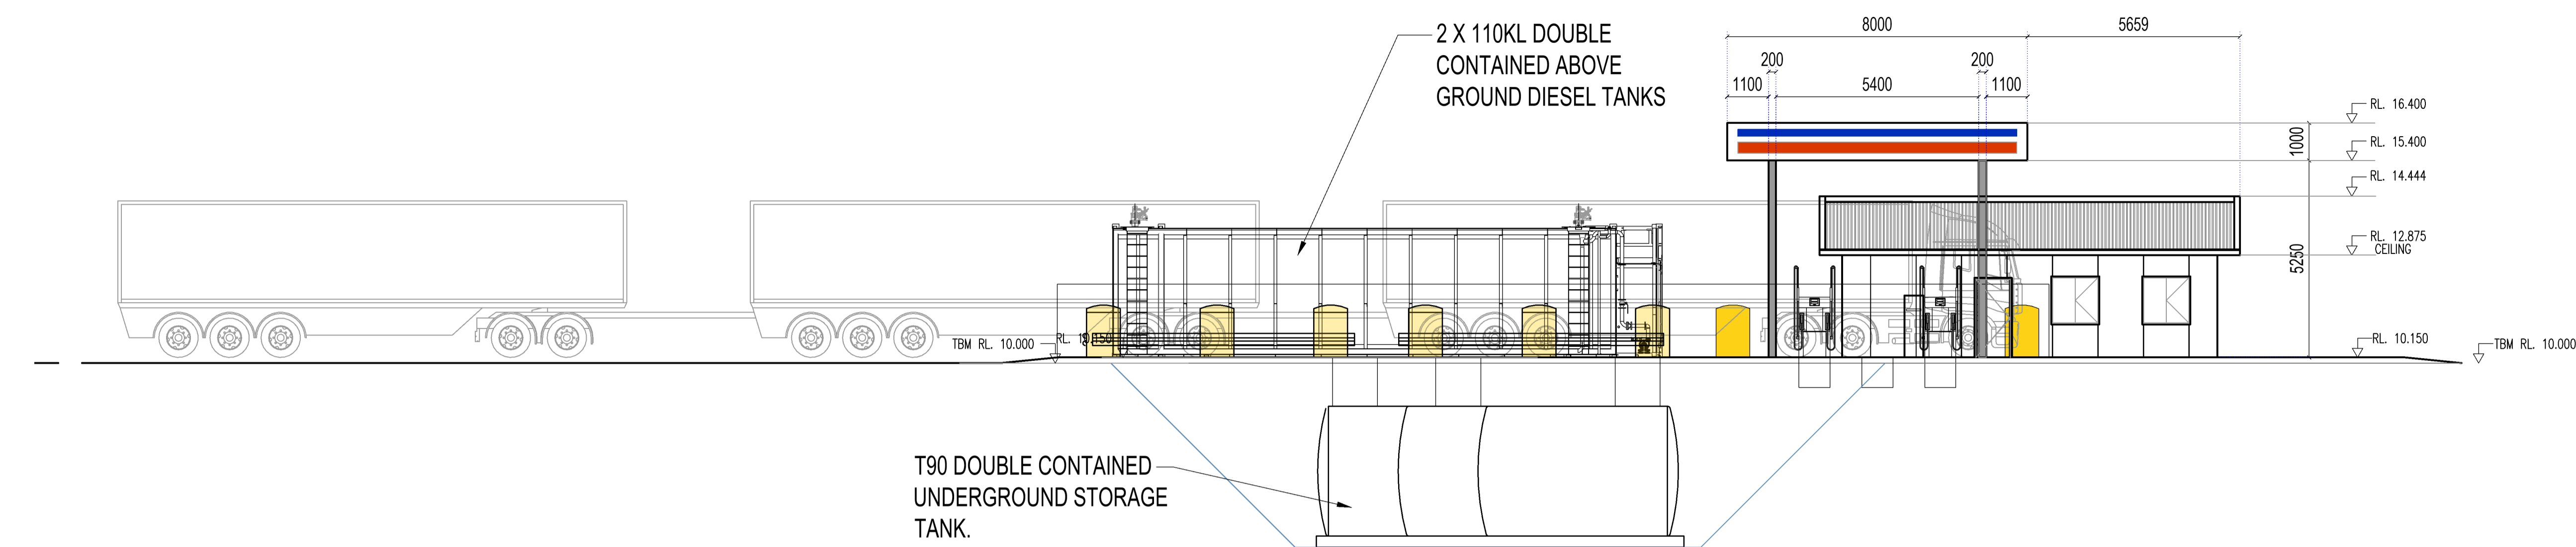 2 X 110KL DOUBLE
CONTAINED ABOVE
GROUND DIESEL TANKS
8000
5659
200
200
1100
5400
1100
RL. 16.400
1000
RL. 15.400
RL. 14.444
RL. 12.875
CEILING
5250
TBM RL. 10.000
RL. 10.150
RL. 10.150
TBM RL. 10.000
T90 DOUBLE CONTAINED
UNDERGROUND STORAGE
TANK.